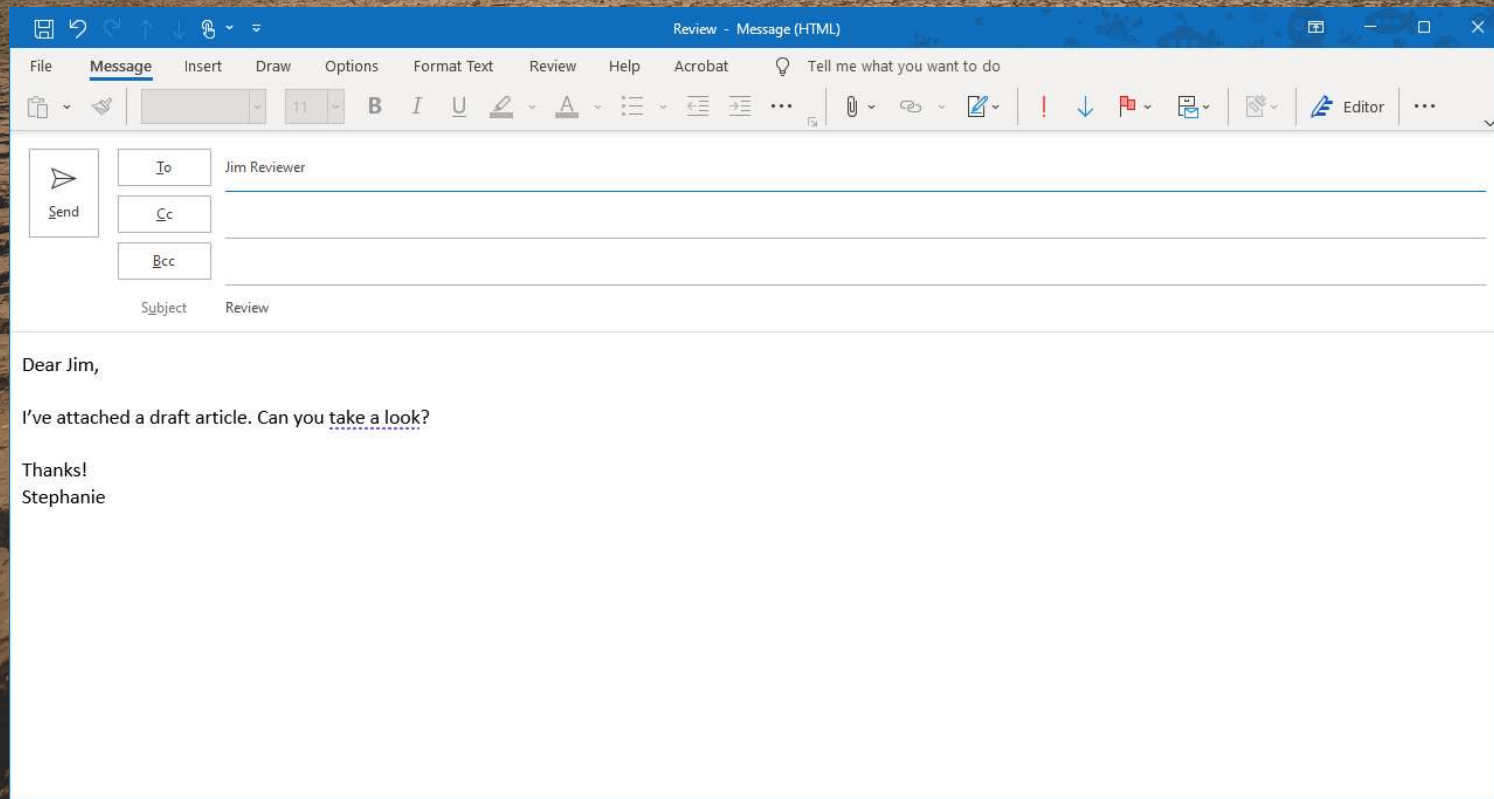 Review - Message (HTML)
File Message Insert Draw Options Format Text Review Help Acrobat Tell me what you want to do
11 B I U A Editor
To Jim Reviewer
Send Cc
Bcc
Subject Review
Dear Jim,
I've attached a draft article. Can you take a look?
Thanks!
Stephanie